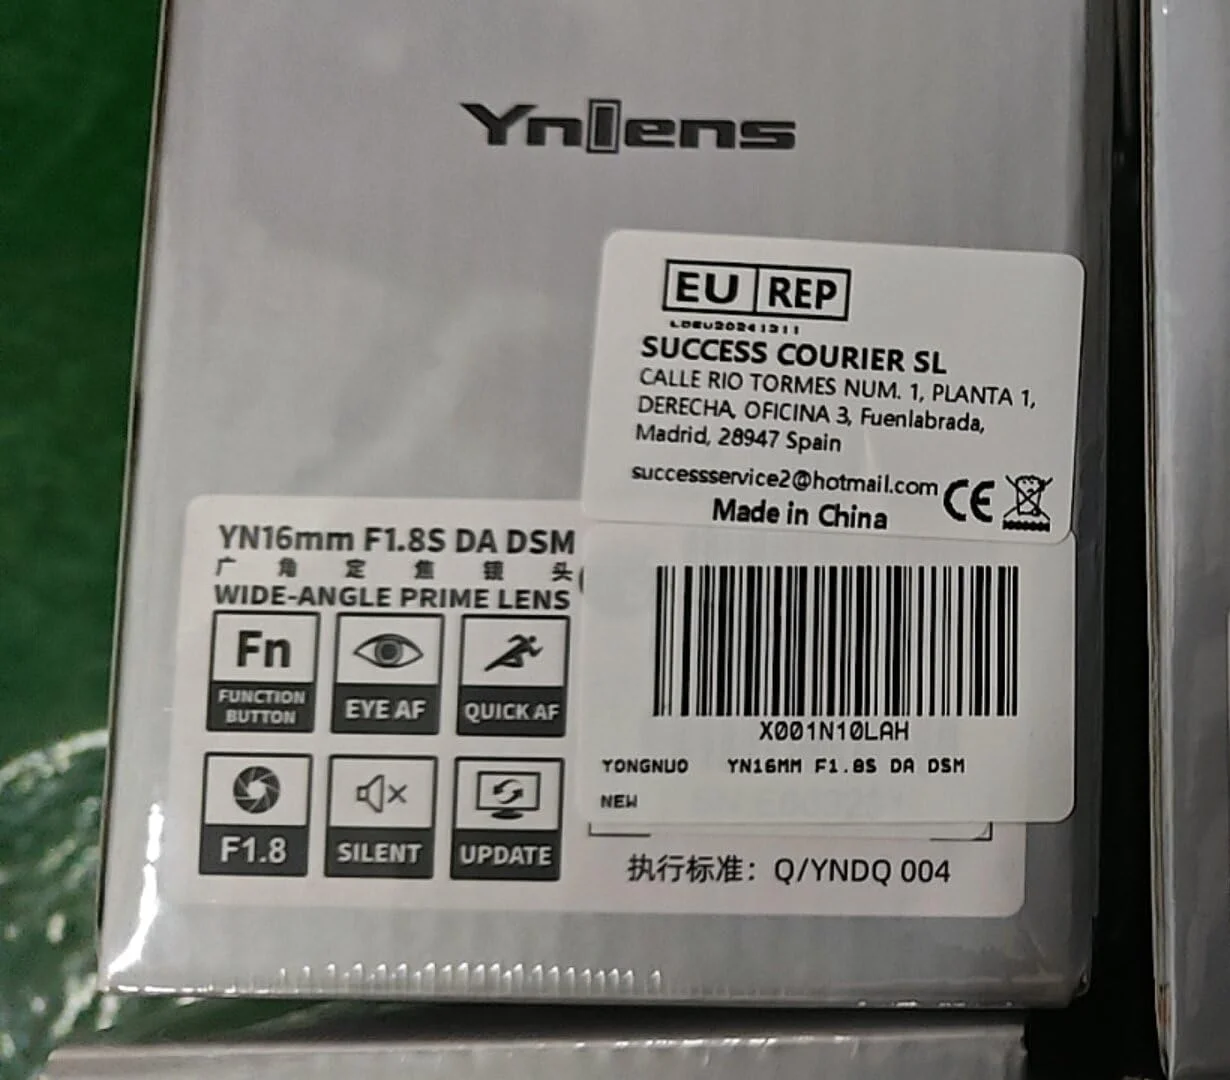 Ynlens
EU REP
LDEU20241311
SUCCESS COURIER SL
CALLE RIO TORMES NUM. 1, PLANTA 1,
DERECHA, OFICINA 3, Fuenlabrada,
Madrid, 28947 Spain
successservice2@hotmail.com
CE
Made in China
YN16mm F1.8S DA DSM
广角定焦镜头
WIDE-ANGLE PRIME LENS
Fn
FUNCTION
BUTTON
EYE AF
QUICK AF
F1.8
SILENT
UPDATE
X001N10LAH
YONGNUO YN16MM F1.8S DA DSM
NEW
执行标准：Q/YNDQ 004